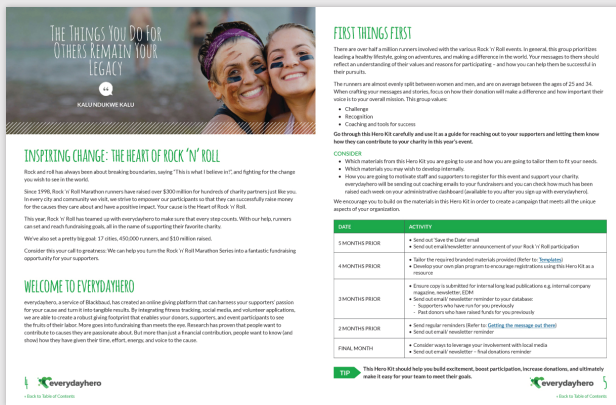 The Things You Do For
Others Remain Your
Legacy
“
KALU NDUKWE KALU
INSPIRING CHANGE: THE HEART OF ROCK ‘N’ ROLL
Rock and roll has always been about breaking boundaries, saying "This is what I believe in!", and fighting for the change
you wish to see in the world.
Since 1998, Rock 'n' Roll Marathon runners have raised over $300 million for hundreds of charity partners just like you.
In every city and community we visit, we strive to empower our participants so that they can successfully raise money
for the causes they care about and have a positive impact. Your cause is the Heart of Rock 'n' Roll.
This year, Rock 'n' Roll has teamed up with everydayhero to make sure that every step counts. With our help, runners
can set and reach fundraising goals, all in the name of supporting their favorite charity.
We've also set a pretty big goal: 17 cities, 450,000 runners, and $10 million raised.
Consider this your call to greatness: We can help you turn the Rock 'n' Roll Marathon Series into a fantastic fundraising
opportunity for your supporters.
WELCOME TO EVERYDAYHERO
everydayhero, a service of Blackbaud, has created an online giving platform that can harness your supporters' passion
for your cause and turn it into tangible results. By integrating fitness tracking, social media, and volunteer applications,
we are able to create a robust giving footprint that enables your donors, supporters, and event participants to see
the fruits of their labor. More goes into fundraising than meets the eye. Research has proven that people want to
contribute to causes they are passionate about. But more than just a financial contribution, people want to know (and
show) how they have given their time, effort, energy, and voice to the cause.
4
everydayhero
« Back to Table of Contents
FIRST THINGS FIRST
There are over half a million runners involved with the various Rock 'n' Roll events. In general, this group prioritizes
leading a healthy lifestyle, going on adventures, and making a difference in the world. Your messages to them should
reflect an understanding of their values and reasons for participating – and how you can help them be successful in
their pursuits.
The runners are almost evenly split between women and men, and are on average between the ages of 25 and 34.
When crafting your messages and stories, focus on how their donation will make a difference and how important their
voice is to your overall mission. This group values:
• Challenge
• Recognition
• Coaching and tools for success
Go through this Hero Kit carefully and use it as a guide for reaching out to your supporters and letting them know
how they can contribute to your charity in this year's event.
CONSIDER
• Which materials from this Hero Kit you are going to use and how you are going to tailor them to fit your needs.
• Which materials you may wish to develop internally.
• How you are going to motivate staff and supporters to register for this event and support your charity.
everydayhero will be sending out coaching emails to your fundraisers and you can check how much has been
raised each week on your administrative dashboard (available to you after you sign up with everydayhero).
We encourage you to build on the materials in this Hero Kit in order to create a campaign that meets all the unique
aspects of your organization.
DATE ACTIVITY
5 MONTHS PRIOR
• Send out 'Save the Date' email
• Send out email/newsletter announcement of your Rock 'n' Roll participation
4 MONTHS PRIOR
• Tailor the required branded materials provided (Refer to: Templates)
• Develop your own plan program to encourage registrations using this Hero Kit as a
resource
3 MONTHS PRIOR
• Ensure copy is submitted for internal long lead publications e.g. internal company
magazine, newsletter, EDM
• Send out email/ newsletter reminder to your database:
- Supporters who have run for you previously
- Past donors who have raised funds for you previously
2 MONTHS PRIOR
• Send regular reminders (Refer to: Getting the message out there)
• Send out email/ newsletter reminder
FINAL MONTH
• Consider ways to leverage your involvement with local media
• Send out email/ newsletter – final donations reminder
TIP
This Hero Kit should help you build excitement, boost participation, increase donations, and ultimately
make it easy for your team to meet their goals.
everydayhero
5
« Back to Table of Contents